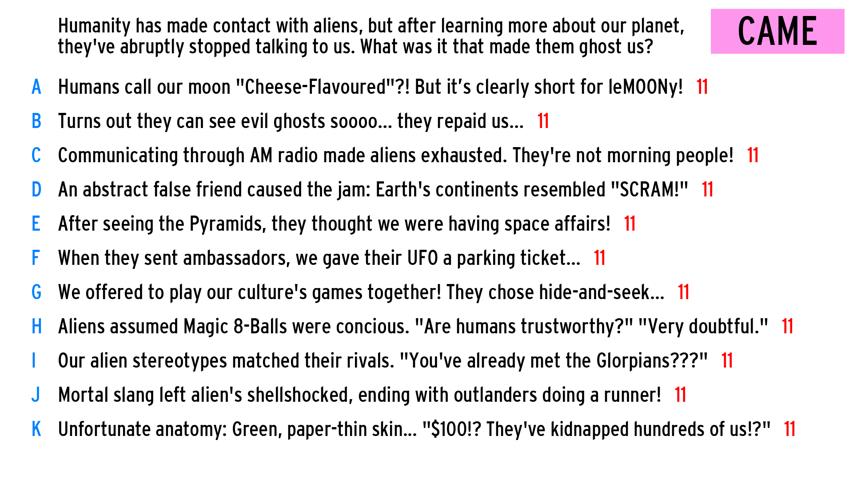 Humanity has made contact with aliens, but after learning more about our planet,
they've abruptly stopped talking to us. What was it that made them ghost us?
CAME
A Humans call our moon "Cheese-Flavoured"?! But it's clearly short for leMOONy! 11
B Turns out they can see evil ghosts soooo... they repaid us... 11
C Communicating through AM radio made aliens exhausted. They're not morning people! 11
D An abstract false friend caused the jam: Earth's continents resembled "SCRAM!" 11
E After seeing the Pyramids, they thought we were having space affairs! 11
F When they sent ambassadors, we gave their UFO a parking ticket... 11
G We offered to play our culture's games together! They chose hide-and-seek... 11
H Aliens assumed Magic 8-Balls were concious. "Are humans trustworthy?" "Very doubtful." 11
I Our alien stereotypes matched their rivals. "You've already met the Glorpians???" 11
J Mortal slang left alien's shellshocked, ending with outlanders doing a runner! 11
K Unfortunate anatomy: Green, paper-thin skin... "$100!? They've kidnapped hundreds of us!?" 11